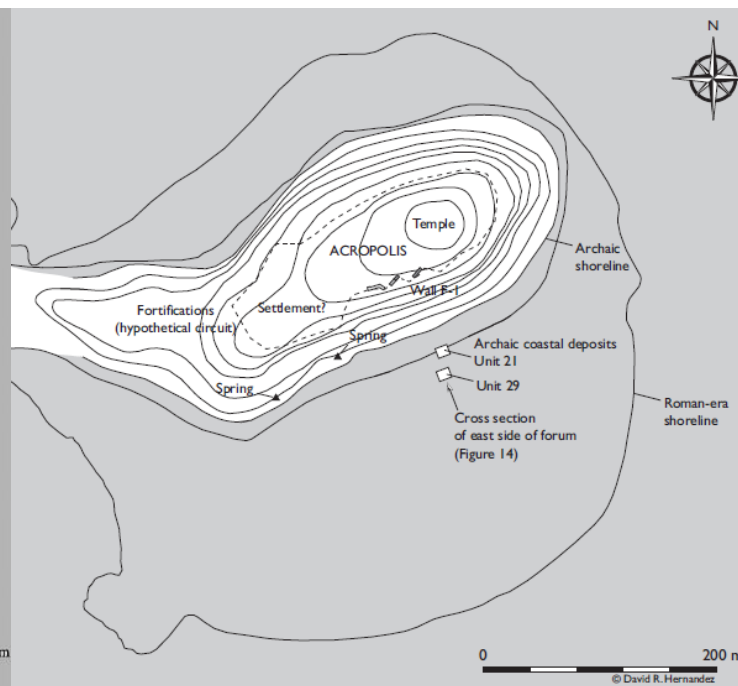 N
Temple
ACROPOLIS
Archaic
shoreline
Wall F-1
Fortifications
(hypothetical circuit)
Settlement?
Spring
Archaic coastal deposits
Unit 21
Spring
Unit 29
Roman-era
shoreline
Cross section
of east side of forum
(Figure 14)
m
0
200 m
© David R. Hernandez